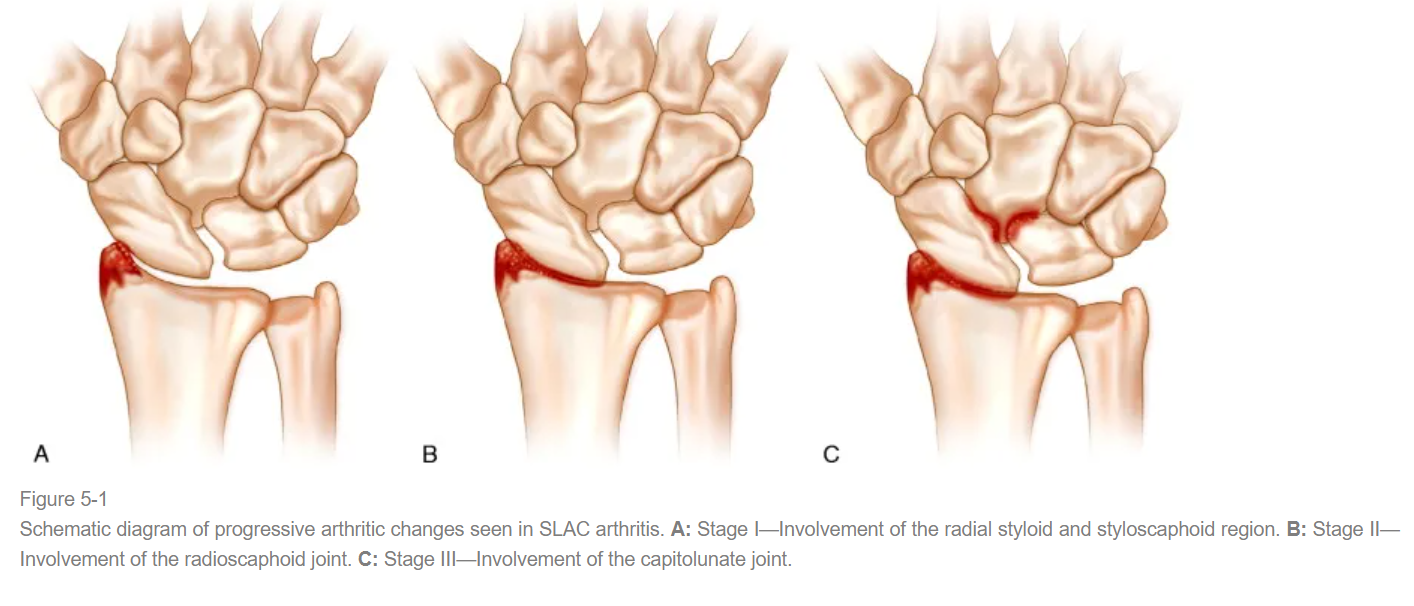 A
B
C
Figure 5-1
Schematic diagram of progressive arthritic changes seen in SLAC arthritis. A: Stage I—Involvement of the radial styloid and styloscaphoid region. B: Stage II—
Involvement of the radioscaphoid joint. C: Stage III—Involvement of the capitolunate joint.